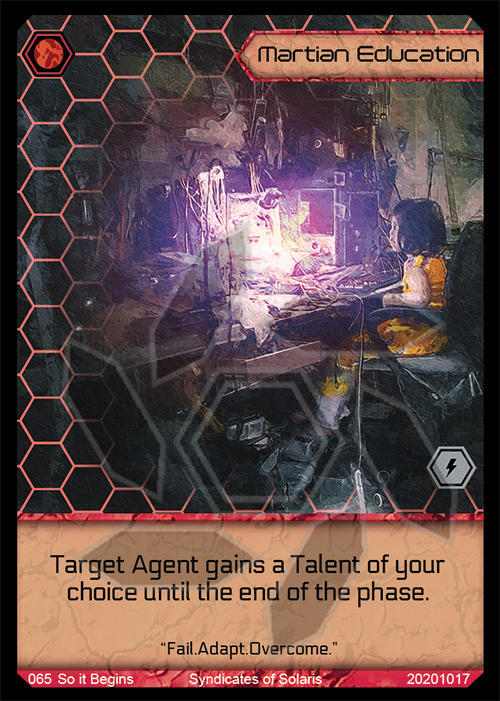 Martian Education
Target Agent gains a Talent of your
choice until the end of the phase.
“Fail.Adapt.Overcome.”
065 So it Begins Syndicates of Solaris 20201017